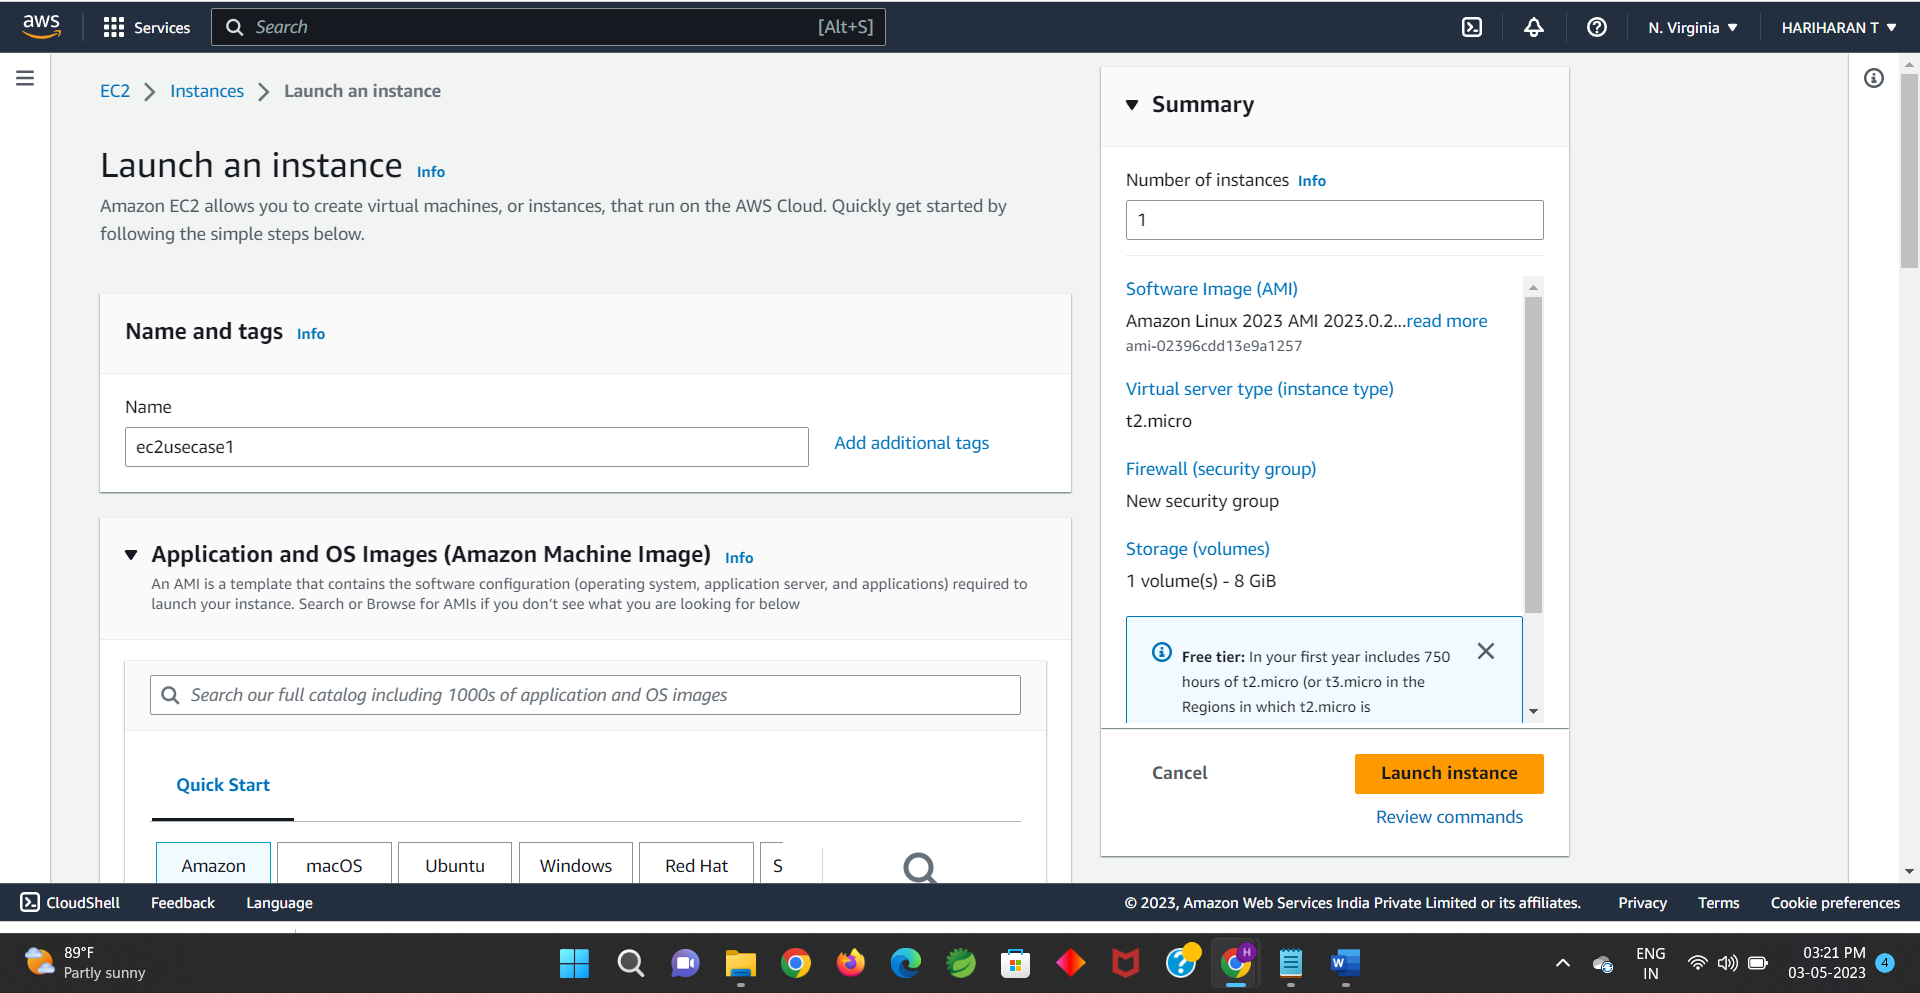 aws
Services
Search
[Alt+S]
N. Virginia
HARIHARAN T
EC2 Instances Launch an instance
Launch an instance Info
Amazon EC2 allows you to create virtual machines, or instances, that run on the AWS Cloud. Quickly get started by
following the simple steps below.
Name and tags Info
Name
ec2usecase1
Add additional tags
Application and OS Images (Amazon Machine Image) Info
An AMI is a template that contains the software configuration (operating system, application server, and applications) required to
launch your instance. Search or Browse for AMIs if you don't see what you are looking for below
Search our full catalog including 1000s of application and OS images
Quick Start
Amazon
macOS
Ubuntu
Windows
Red Hat
S
Summary
Number of instances Info
1
Software Image (AMI)
Amazon Linux 2023 AMI 2023.0.2...read more
ami-02396cdd13e9a1257
Virtual server type (instance type)
t2.micro
Firewall (security group)
New security group
Storage (volumes)
1 volume(s) - 8 GiB
Free tier: In your first year includes 750
hours of t2.micro (or t3.micro in the
Regions in which t2.micro is
Cancel
Launch instance
Review commands
CloudShell
Feedback
Language
© 2023, Amazon Web Services India Private Limited or its affiliates.
Privacy
Terms
Cookie preferences
89°F
Partly sunny
H
W
ENG
IN
03:21 PM
03-05-2023
4